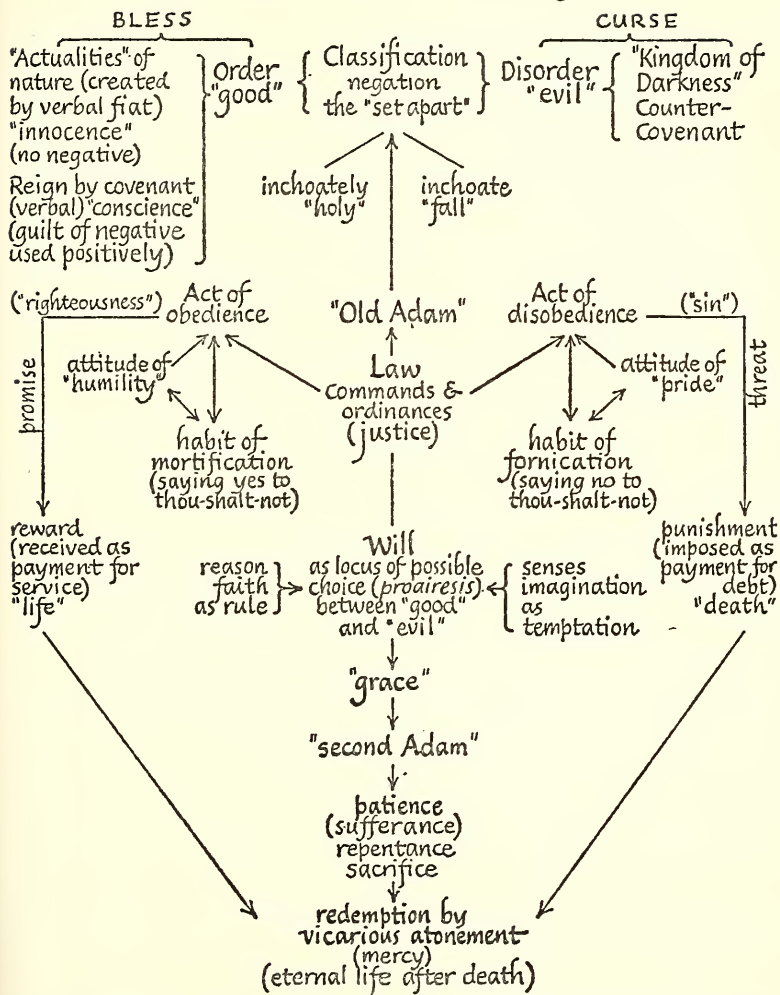 BLESS
CURSE
"Actualities" of
nature (created
by verbal fiat)
"innocence"
(no negative)
Reign by covenant
(verbal) "conscience"
(guilt of negative
used positively)
Order
"good"
Classification
negation
the "set apart"
Disorder
"evil"
"Kingdom of
Darkness"
Counter-
Covenant
inchoately
"holy"
inchoate
"fall"
("righteousness")
Act of
obedience
"Old Adam"
Act of
disobedience
("sin")
promise
attitude of
"humility"
Law
Commands &
ordinances
(justice)
attitude of
"pride"
threat
habit of
mortification
(saying yes to
thou-shalt-not)
habit of
fornication
(saying no to
thou-shalt-not)
reward
(received as
payment for
service)
"life"
reason
faith
as rule
Will
as locus of possible
choice (proairesis)
between "good"
and "evil"
senses
imagination
as
temptation
punishment
(imposed as
payment for
debt)
"death"
"grace"
"second Adam"
patience
(sufferance)
repentance
sacrifice
redemption by
vicarious atonement
(mercy)
(eternal life after death)